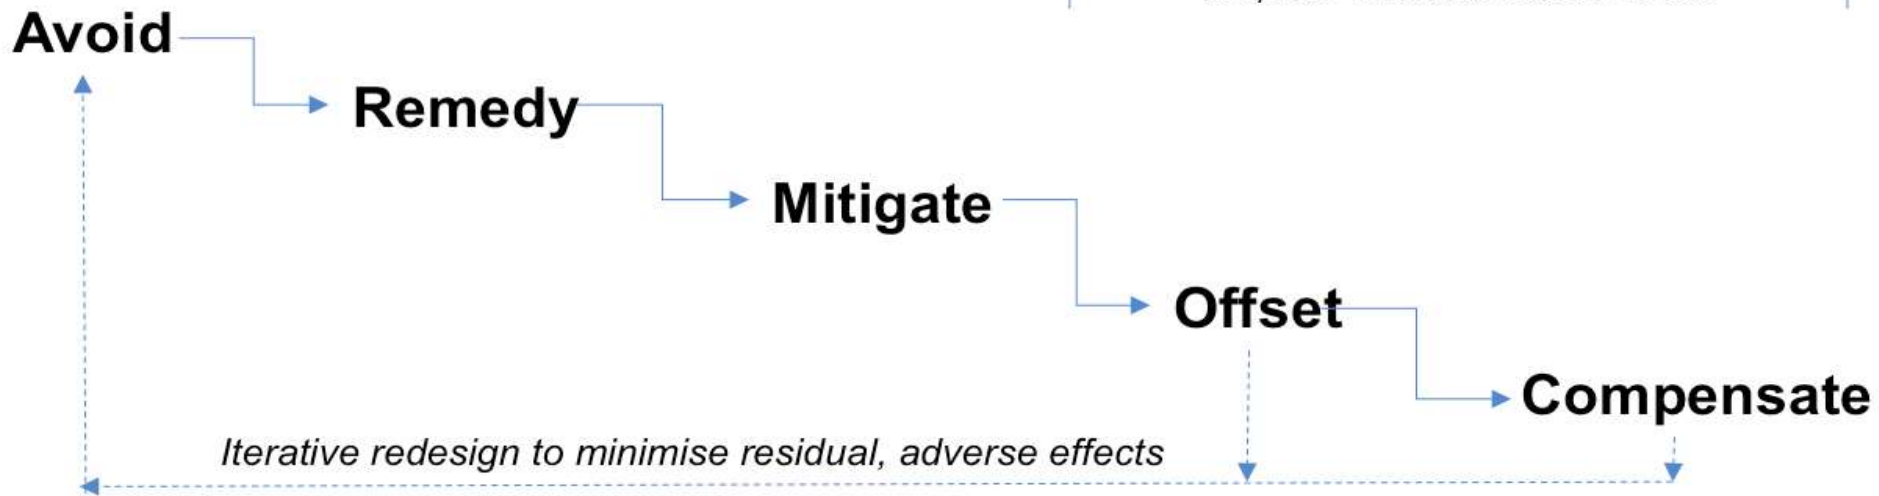 Avoid
Remedy
Mitigate
Offset
Compensate
Iterative redesign to minimise residual, adverse effects